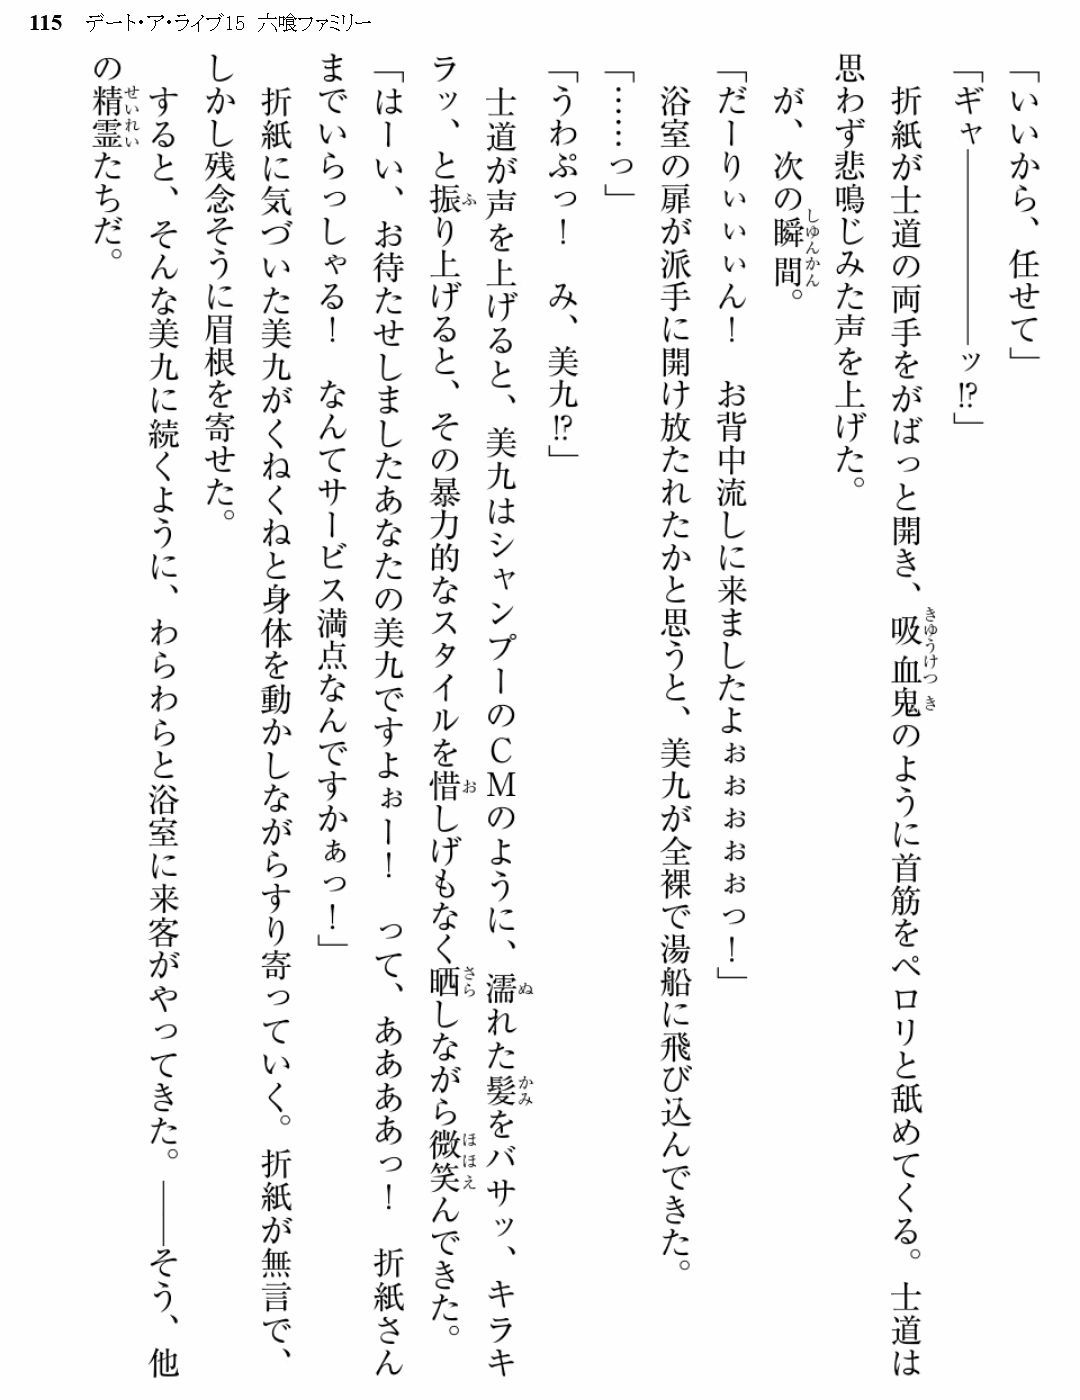 115 デート・ア・ライブ15 六喰ファミリー
「いいから、任せて」
「ギャ――――――ッ!?」
　折紙が士道の両手をがばっと開き、吸血鬼のように首筋をペロリと舐めてくる。士道は
思わず悲鳴じみた声を上げた。
　が、次の瞬間。
「だーりぃぃぃん！　お背中流しに来ましたよぉぉぉぉぉっ！」
　浴室の扉が派手に開け放たれたかと思うと、美九が全裸で湯船に飛び込んできた。
「……っ」
「うわぷっ！　み、美九!?」
　士道が声を上げると、美九はシャンプーのＣＭのように、濡れた髪をバサッ、キラキ
ラッ、と振り上げると、その暴力的なスタイルを惜しげもなく晒しながら微笑んできた。
「はーい、お待たせしましたあなたの美九ですよぉー！　って、ああああっ！　折紙さん
までいらっしゃる！　なんてサービス満点なんですかぁっ！」
　折紙に気づいた美九がくねくねと身体を動かしながらすり寄っていく。折紙が無言で、
しかし残念そうに眉根を寄せた。
　すると、そんな美九に続くように、わらわらと浴室に来客がやってきた。――そう、他
の精霊たちだ。